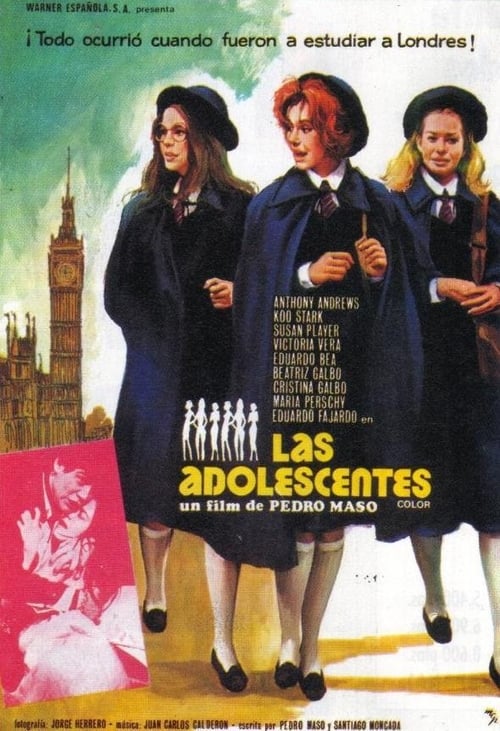 WARNER ESPAÑOLA. S. A. presenta
¡Todo ocurrió cuando fueron a estudiar a Londres!
ANTHONY ANDREWS
KOO STARK
SUSAN PLAYER
VICTORIA VERA
EDUARDO BEA
BEATRIZ GALBO
CRISTINA GALBO
MARIA PERSCHY
EDUARDO FAJARDO en
LAS
ADOLESCENTES
un film de PEDRO MASO COLOR
fotografía: JORGE HERRERO - música: JUAN CARLOS CALDERON - escrita por PEDRO MASO y SANTIAGO MONCADA